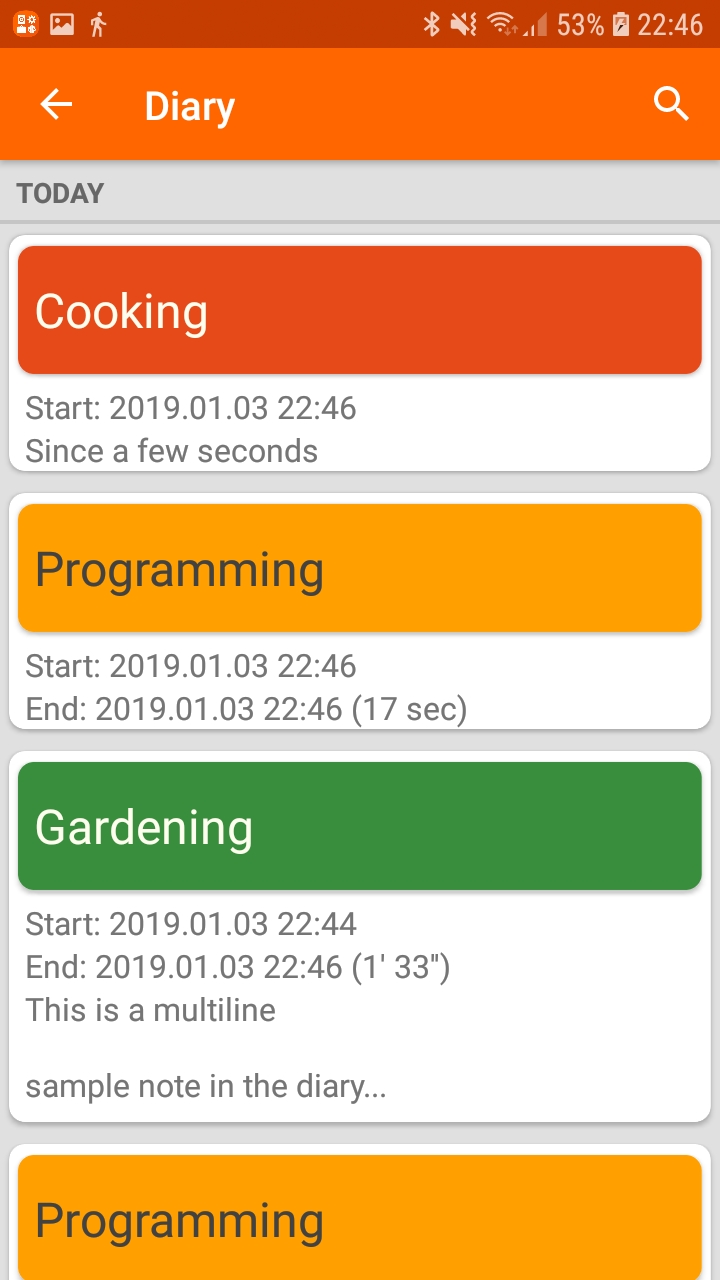 53% 22:46
Diary
TODAY
Cooking
Start: 2019.01.03 22:46
Since a few seconds
Programming
Start: 2019.01.03 22:46
End: 2019.01.03 22:46 (17 sec)
Gardening
Start: 2019.01.03 22:44
End: 2019.01.03 22:46 (1' 33")
This is a multiline
sample note in the diary...
Programming